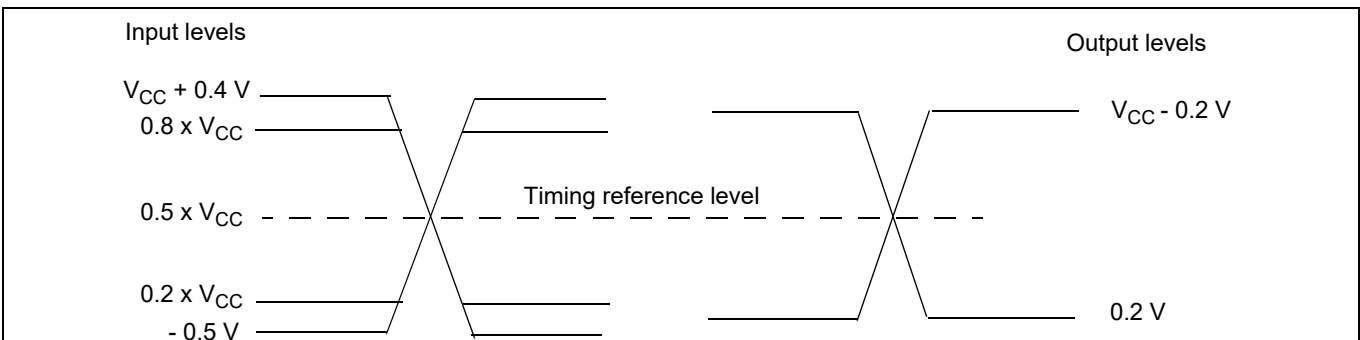 Input levels
Output levels
VCC + 0.4 V
VCC - 0.2 V
0.8 x VCC
Timing reference level
0.5 x VCC
0.2 x VCC
0.2 V
- 0.5 V